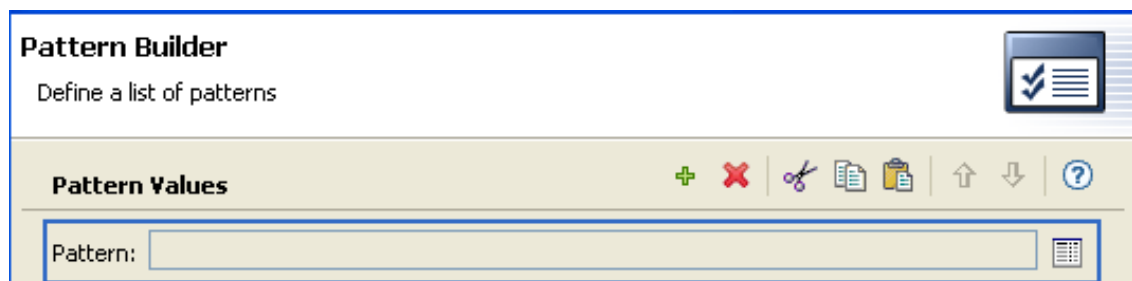 Pattern Builder
Define a list of patterns
Pattern Values
Pattern: